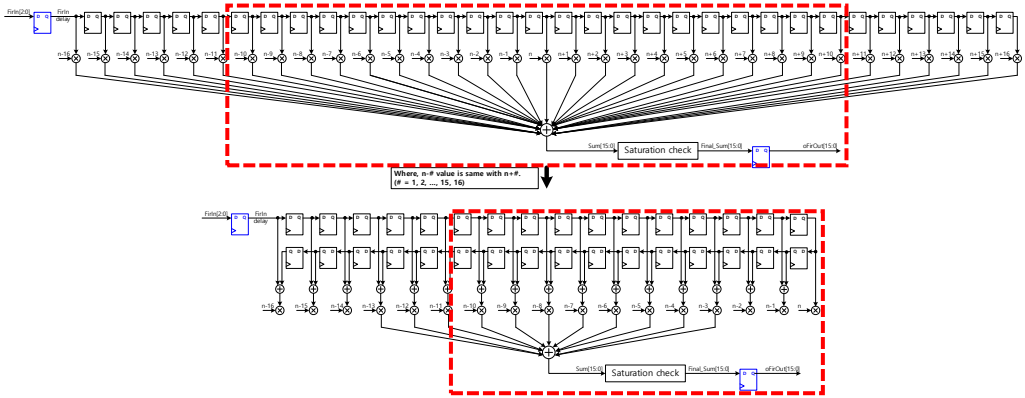 FirIn[2:0]
FirIn
delay
n-16 n-15 n-14 n-13 n-12 n-11 n-10 n-9 n-8 n-7 n-6 n-5 n-4 n-3 n-2 n-1 n n+1 n+2 n+3 n+4 n+5 n+6 n+7 n+8 n+9 n+10 n+11 n+12 n+13 n+14 n+15 n+16
Sum[15:0] Saturation check Final_Sum[15:0] oFirOut[15:0]
Where, n-# value is same with n+#.
(# = 1, 2, ..., 15, 16)
FirIn[2:0]
FirIn
delay
n-16 n-15 n-14 n-13 n-12 n-11 n-10 n-9 n-8 n-7 n-6 n-5 n-4 n-3 n-2 n-1 n
Sum[15:0] Saturation check Final_Sum[15:0] oFirOut[15:0]